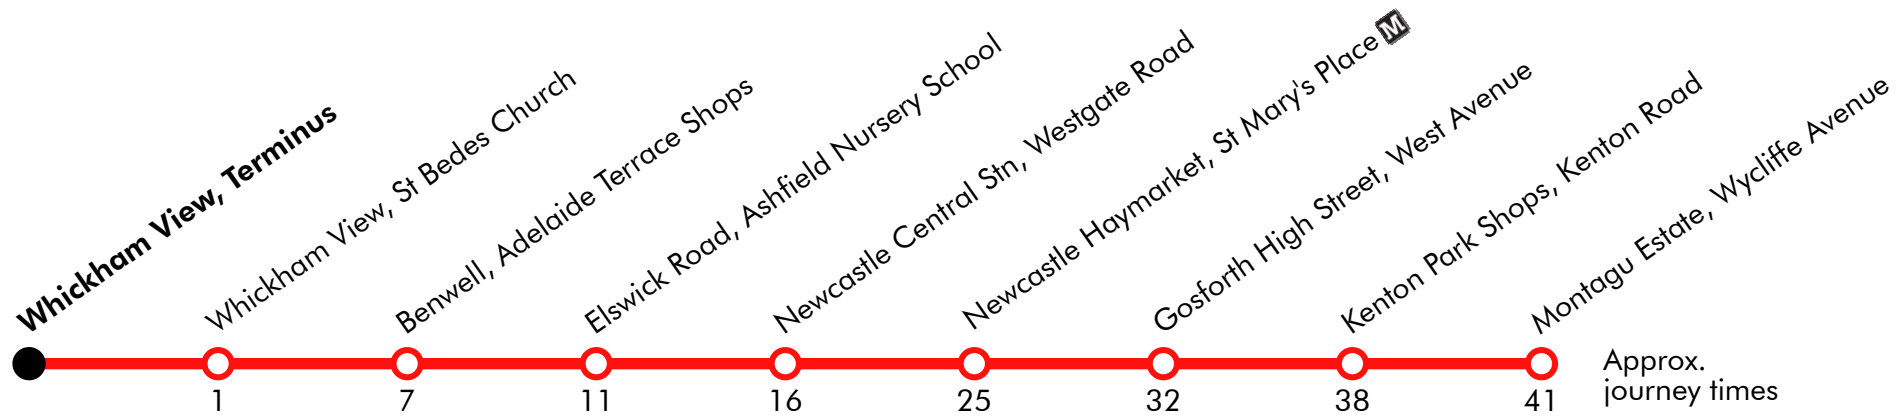 Whickham View, Terminus
Whickham View, St Bedes Church
Benwell, Adelaide Terrace Shops
Elswick Road, Ashfield Nursery School
Newcastle Central Stn, Westgate Road
Newcastle Haymarket, St Mary's Place M
Gosforth High Street, West Avenue
Kenton Park Shops, Kenton Road
Montagu Estate, Wycliffe Avenue
1 7 11 16 25 32 38 41
Approx.
journey times